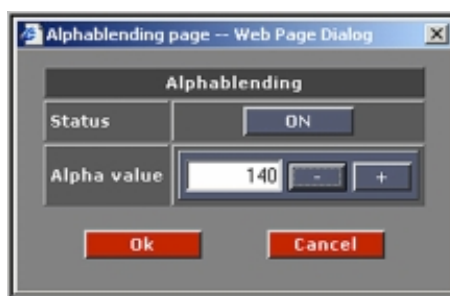 Alphablending page -- Web Page Dialog
Alphablending
Status ON
Alpha value 140 - +
Ok Cancel